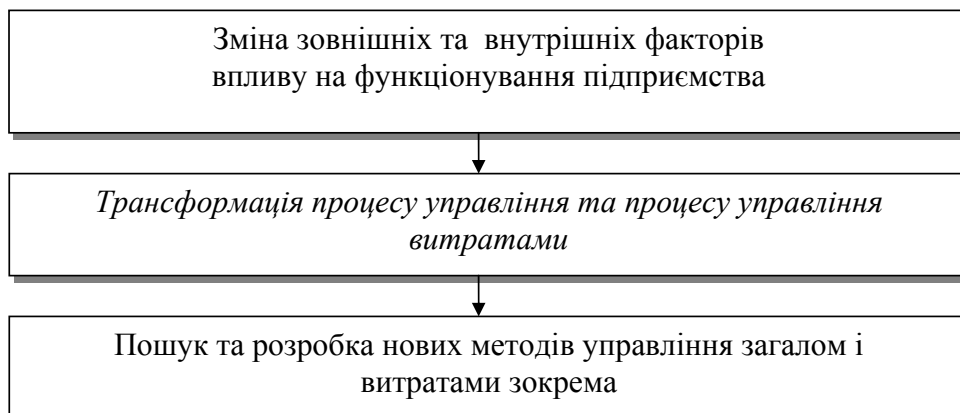 Зміна зовнішніх та внутрішніх факторів
впливу на функціонування підприємства
Трансформація процесу управління та процесу управління
витратами
Пошук та розробка нових методів управління загалом і
витратами зокрема